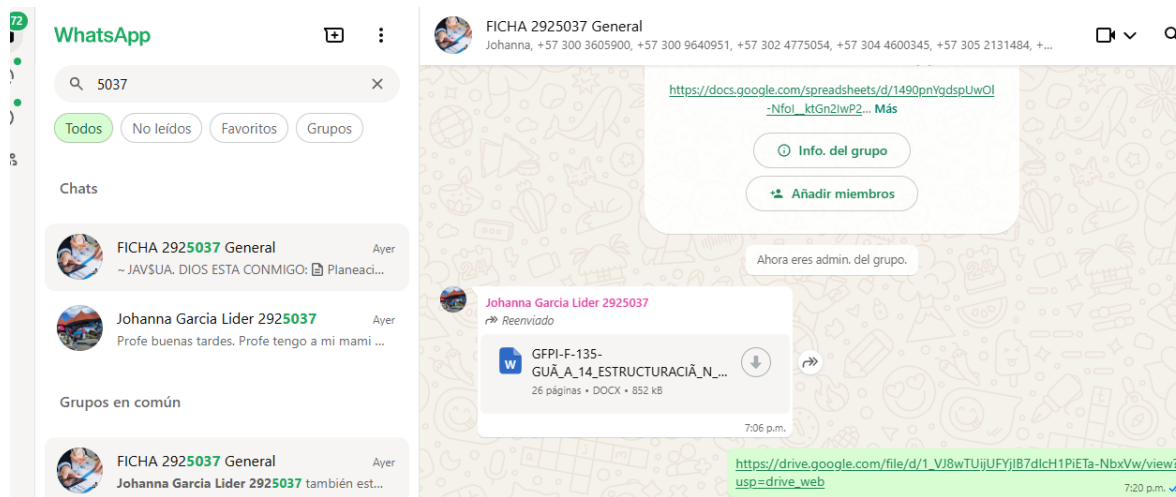 72
WhatsApp
5037
Todos
No leídos
Favoritos
Grupos
Chats
FICHA 2925037 General
Ayer
~ JAV$UA. DIOS ESTA CONMIGO: Planeaci...
Johanna Garcia Lider 2925037
Ayer
Profe buenas tardes. Profe tengo a mi mami ...
Grupos en común
FICHA 2925037 General
Ayer
Johanna Garcia Lider 2925037 también est...
FICHA 2925037 General
Johanna, +57 300 3605900, +57 300 9640951, +57 302 4775054, +57 304 4600345, +57 305 2131484, +...
https://docs.google.com/spreadsheets/d/1490pnYgdspUwOl
-NfoI__ktGn2IwP2... Más
Info. del grupo
Añadir miembros
Ahora eres admin. del grupo.
Johanna Garcia Lider 2925037
Reenviado
W
GFPI-F-135-
GUÃ_A_14_ESTRUCTURACIÃ_N_...
26 páginas • DOCX • 852 kB
7:06 p.m.
https://drive.google.com/file/d/1_VJ8wTUijUFYjIB7dIcH1PiETa-NbxVw/view?
usp=drive_web
7:20 p.m.